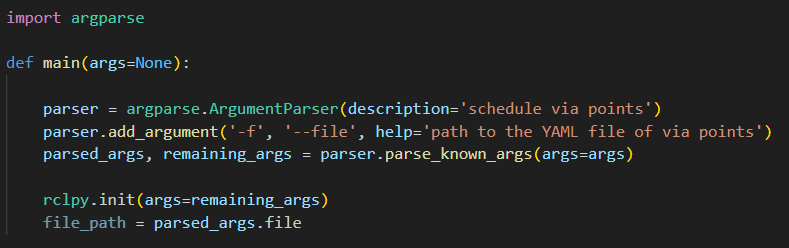 import argparse
def main(args=None):
parser = argparse.ArgumentParser(description='schedule via points')
parser.add_argument('-f', '--file', help='path to the YAML file of via points')
parsed_args, remaining_args = parser.parse_known_args(args=args)
rclpy.init(args=remaining_args)
file_path = parsed_args.file